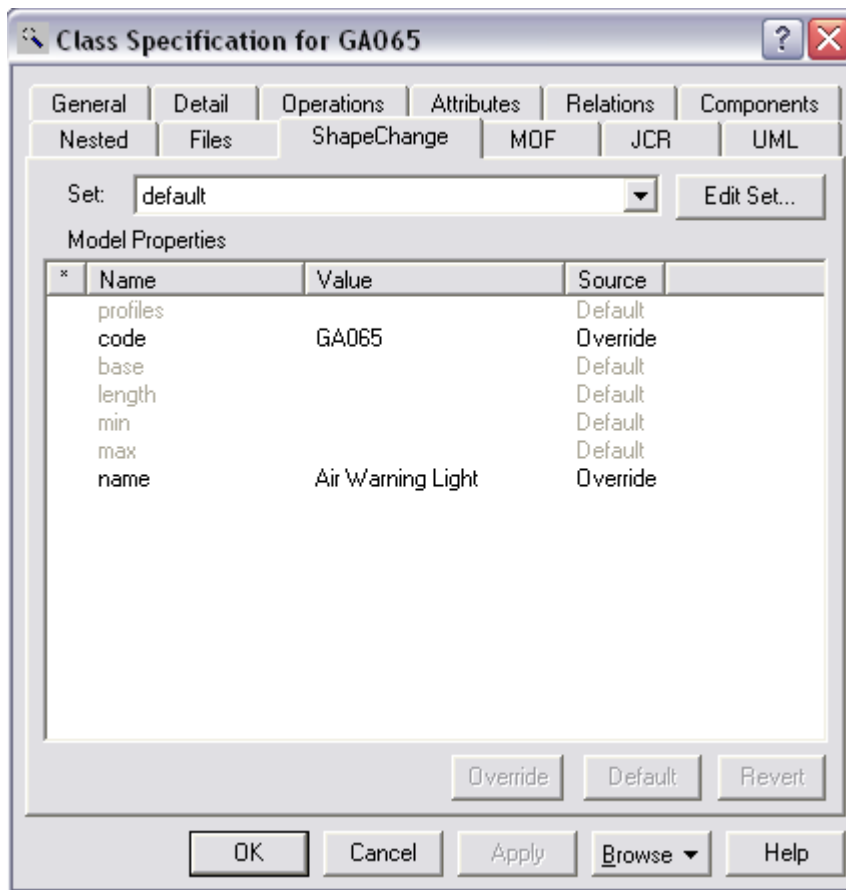 Class Specification for GA065
General Detail Operations Attributes Relations Components
Nested Files ShapeChange MOF JCR UML
Set: default Edit Set...
Model Properties
* Name Value Source
profiles Default
code GA065 Override
base Default
length Default
min Default
max Default
name Air Warning Light Override
Override Default Revert
OK Cancel Apply Browse Help